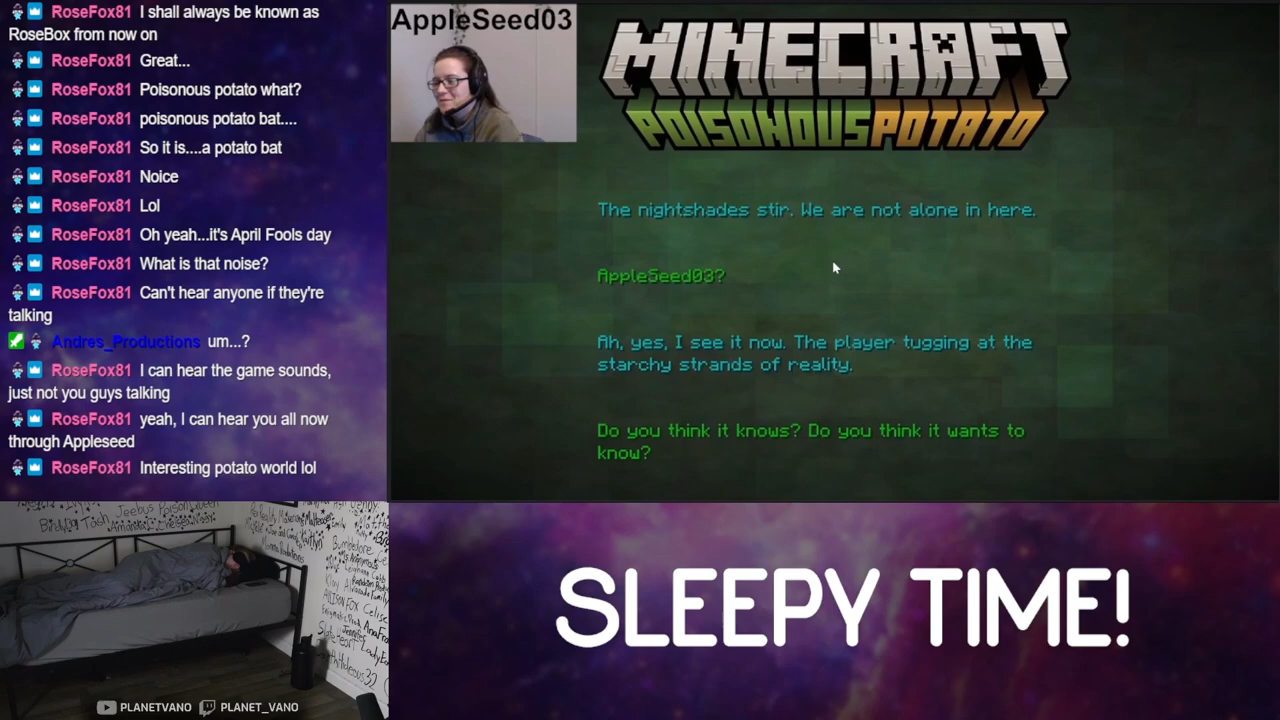 RoseFox81 I shall always be known as
RoseBox from now on
RoseFox81 Great...
RoseFox81 Poisonous potato what?
RoseFox81 poisonous potato bat....
RoseFox81 So it is....a potato bat
RoseFox81 Noice
RoseFox81 Lol
RoseFox81 Oh yeah...it's April Fools day
RoseFox81 What is that noise?
RoseFox81 Can't hear anyone if they're
talking
Andres_Productions um...?
RoseFox81 I can hear the game sounds,
just not you guys talking
RoseFox81 yeah, I can hear you all now
through Appleseed
RoseFox81 Interesting potato world lol
AppleSeed03
MINECRAFT
POISONOUS POTATO
The nightshades stir. We are not alone in here.
AppleSeed03?
Ah, yes, I see it now. The player tugging at the
starchy strands of reality.
Do you think it knows? Do you think it wants to
know?
Jeebus Poison Queen
Birdy Tash
SLEEPY TIME!
PLANETVANO PLANET_VANO